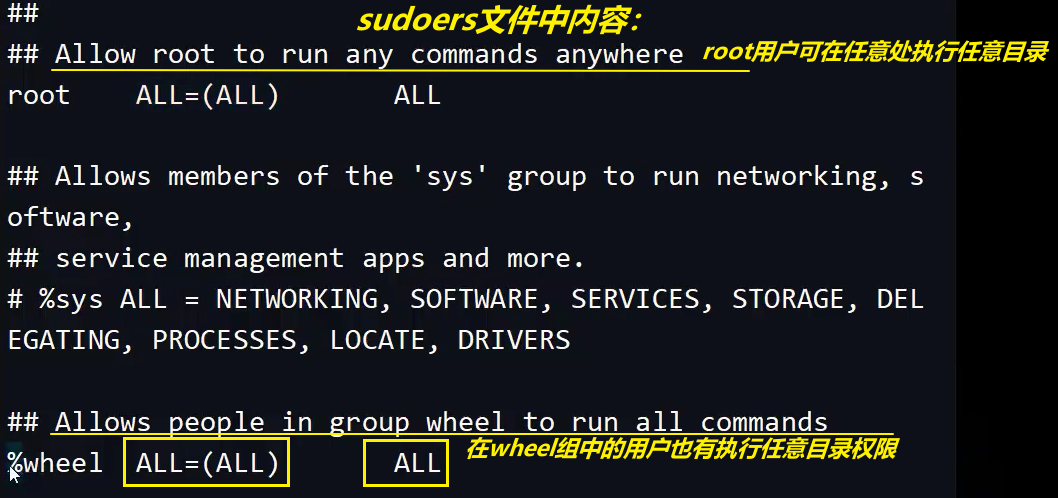 ##
sudoers文件中内容：
## Allow root to run any commands anywhere
root用户可在任意处执行任意目录
root    ALL=(ALL)       ALL
## Allows members of the 'sys' group to run networking, s
oftware,
## service management apps and more.
# %sys ALL = NETWORKING, SOFTWARE, SERVICES, STORAGE, DEL
EGATING, PROCESSES, LOCATE, DRIVERS
## Allows people in group wheel to run all commands
%wheel  ALL=(ALL)       ALL
在wheel组中的用户也有执行任意目录权限